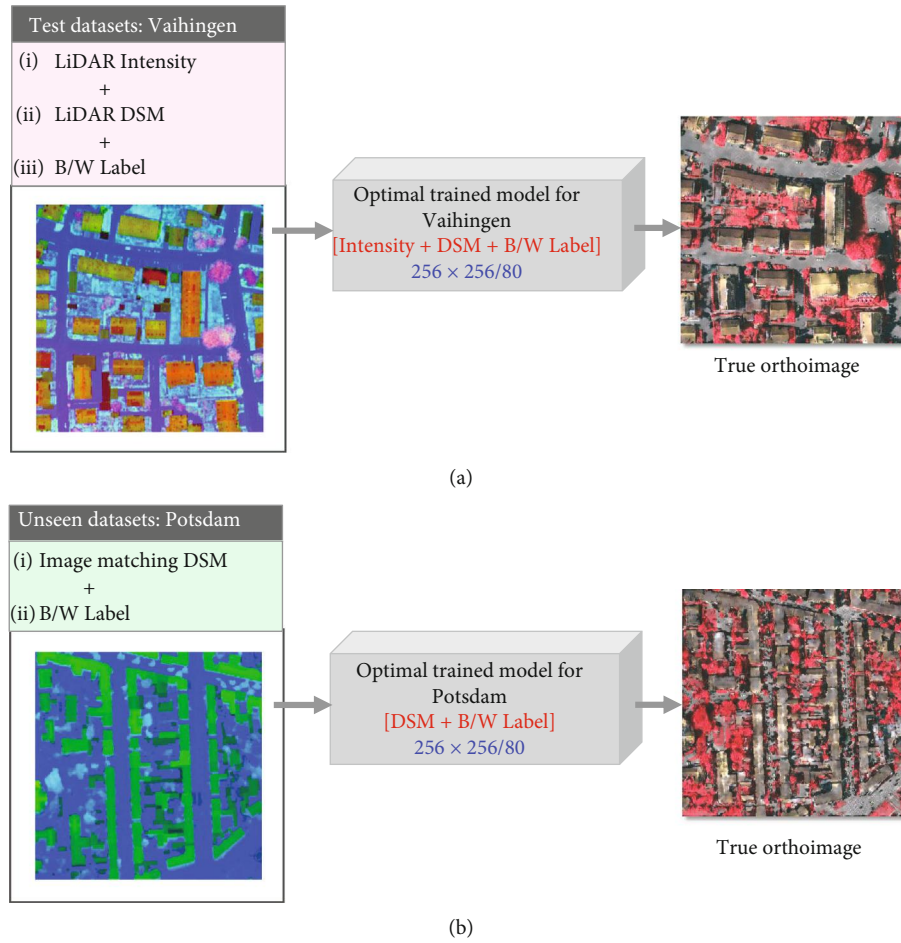 Test datasets: Vaihingen
(i) LiDAR Intensity
+
(ii) LiDAR DSM
+
(iii) B/W Label
Optimal trained model for
Vaihingen
[Intensity + DSM + B/W Label]
256 × 256/80
True orthoimage
(a)
Unseen datasets: Potsdam
(i) Image matching DSM
+
(ii) B/W Label
Optimal trained model for
Potsdam
[DSM + B/W Label]
256 × 256/80
True orthoimage
(b)